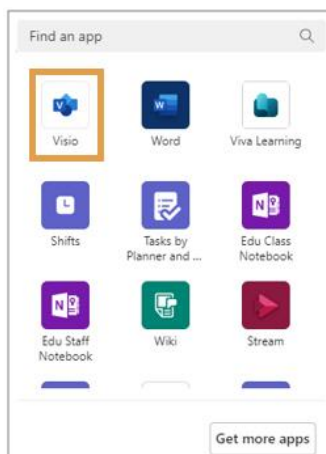 Find an app
Visio
Word
Viva Learning
Shifts
Tasks by
Planner and ...
Edu Class
Notebook
Edu Staff
Notebook
Wiki
Stream
Get more apps